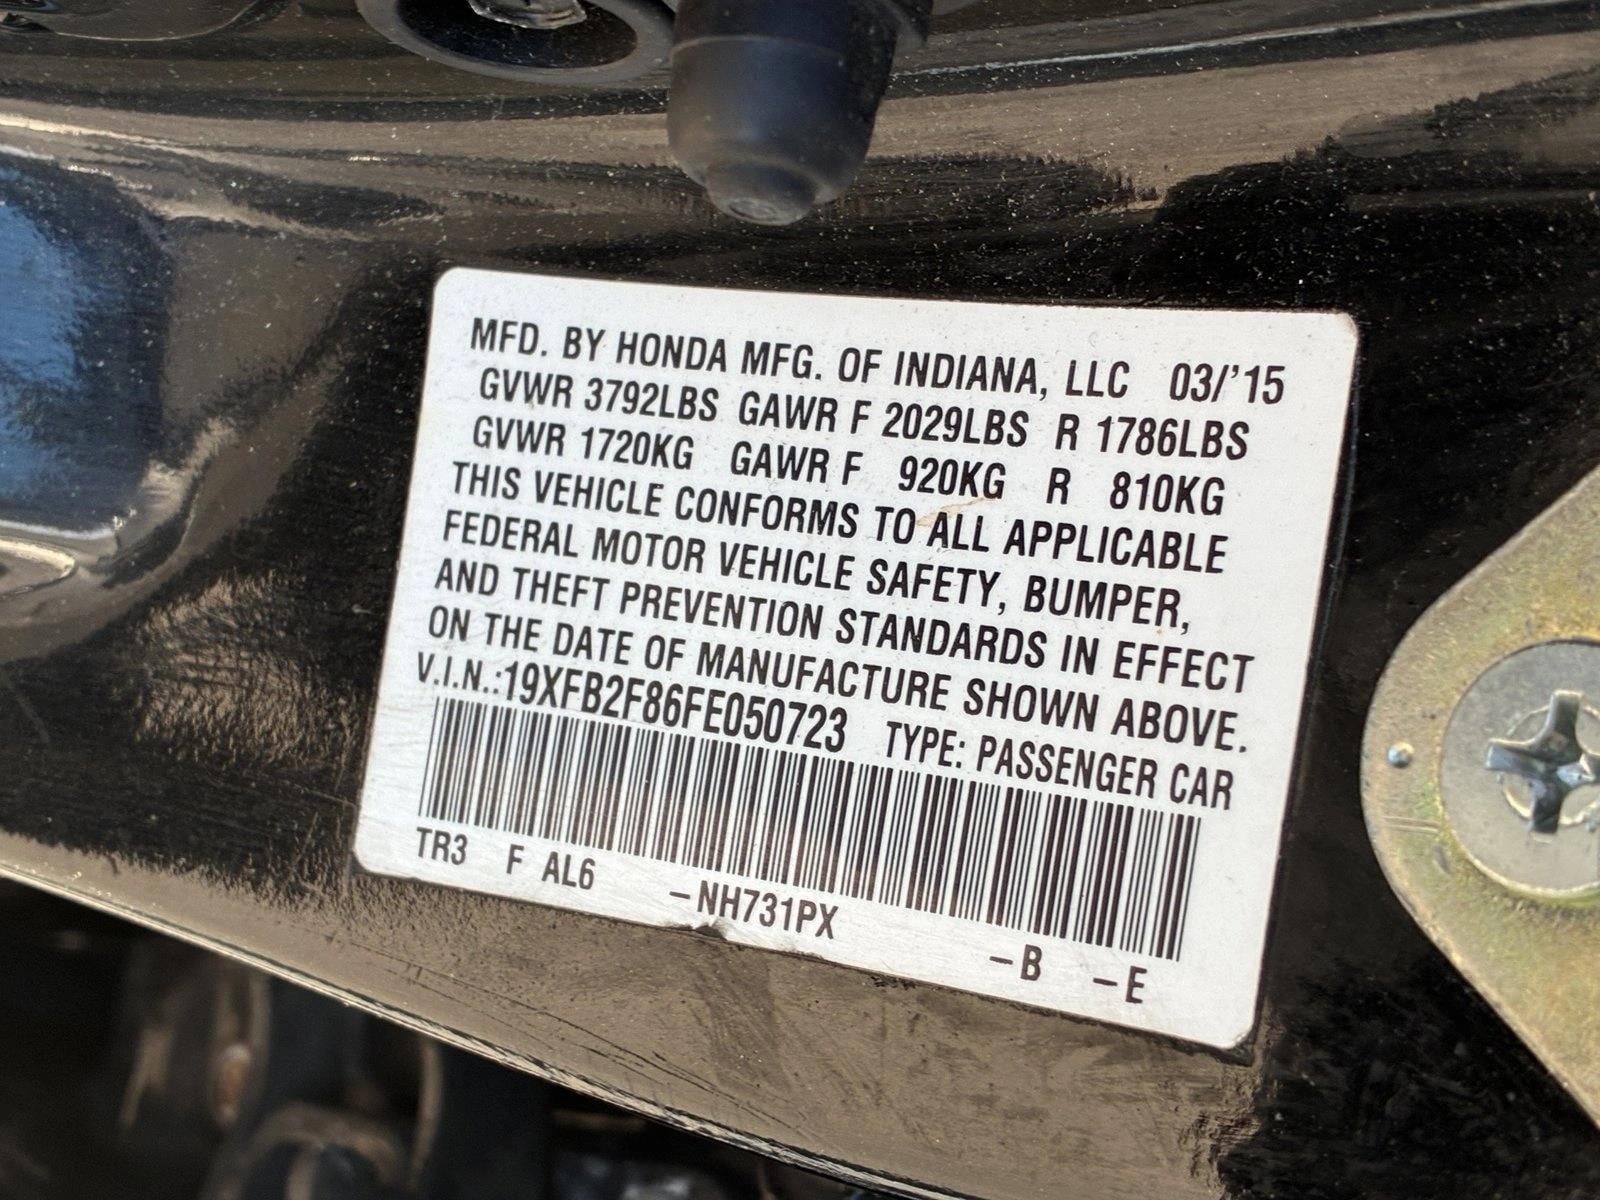 MFD. BY HONDA MFG. OF INDIANA, LLC 03/'15
GVWR 3792LBS GAWR F 2029LBS R 1786LBS
GVWR 1720KG GAWR F 920KG R 810KG
THIS VEHICLE CONFORMS TO ALL APPLICABLE
FEDERAL MOTOR VEHICLE SAFETY, BUMPER,
AND THEFT PREVENTION STANDARDS IN EFFECT
ON THE DATE OF MANUFACTURE SHOWN ABOVE.
V.I.N.:19XFB2F86FE050723 TYPE: PASSENGER CAR
TR3 F AL6 –NH731PX –B –E